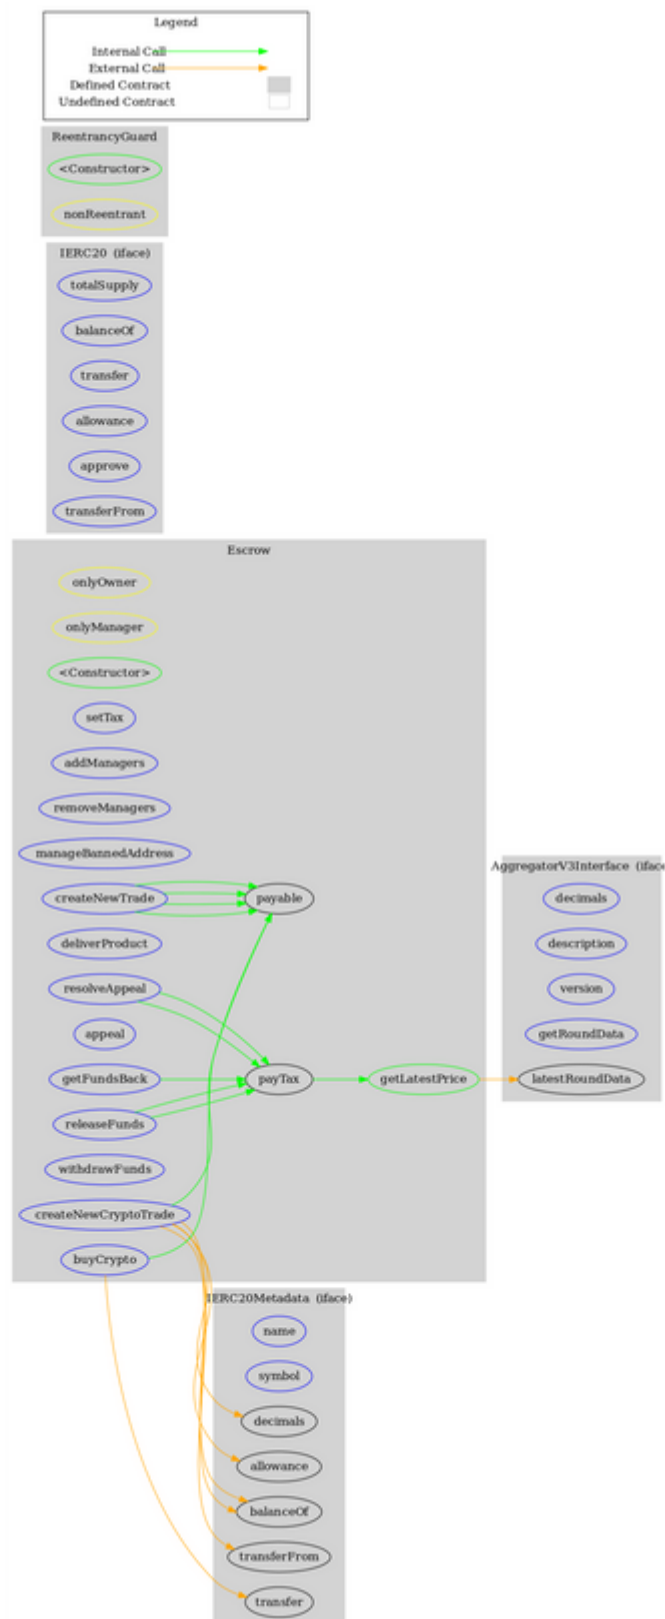 Legend
Internal Call
External Call
Defined Contract
Undefined Contract
ReentrancyGuard
<Constructor>
nonReentrant
IERC20 (iface)
totalSupply
balanceOf
transfer
allowance
approve
transferFrom
Escrow
onlyOwner
onlyManager
<Constructor>
setTax
addManagers
removeManagers
manageBannedAddress
createNewTrade
payable
deliverProduct
resolveAppeal
appeal
getFundsBack
payTax
getLatestPrice
releaseFunds
withdrawFunds
createNewCryptoTrade
buyCrypto
AggregatorV3Interface (iface
decimals
description
version
getRoundData
latestRoundData
IERC20Metadata (iface)
name
symbol
decimals
allowance
balanceOf
transferFrom
transfer